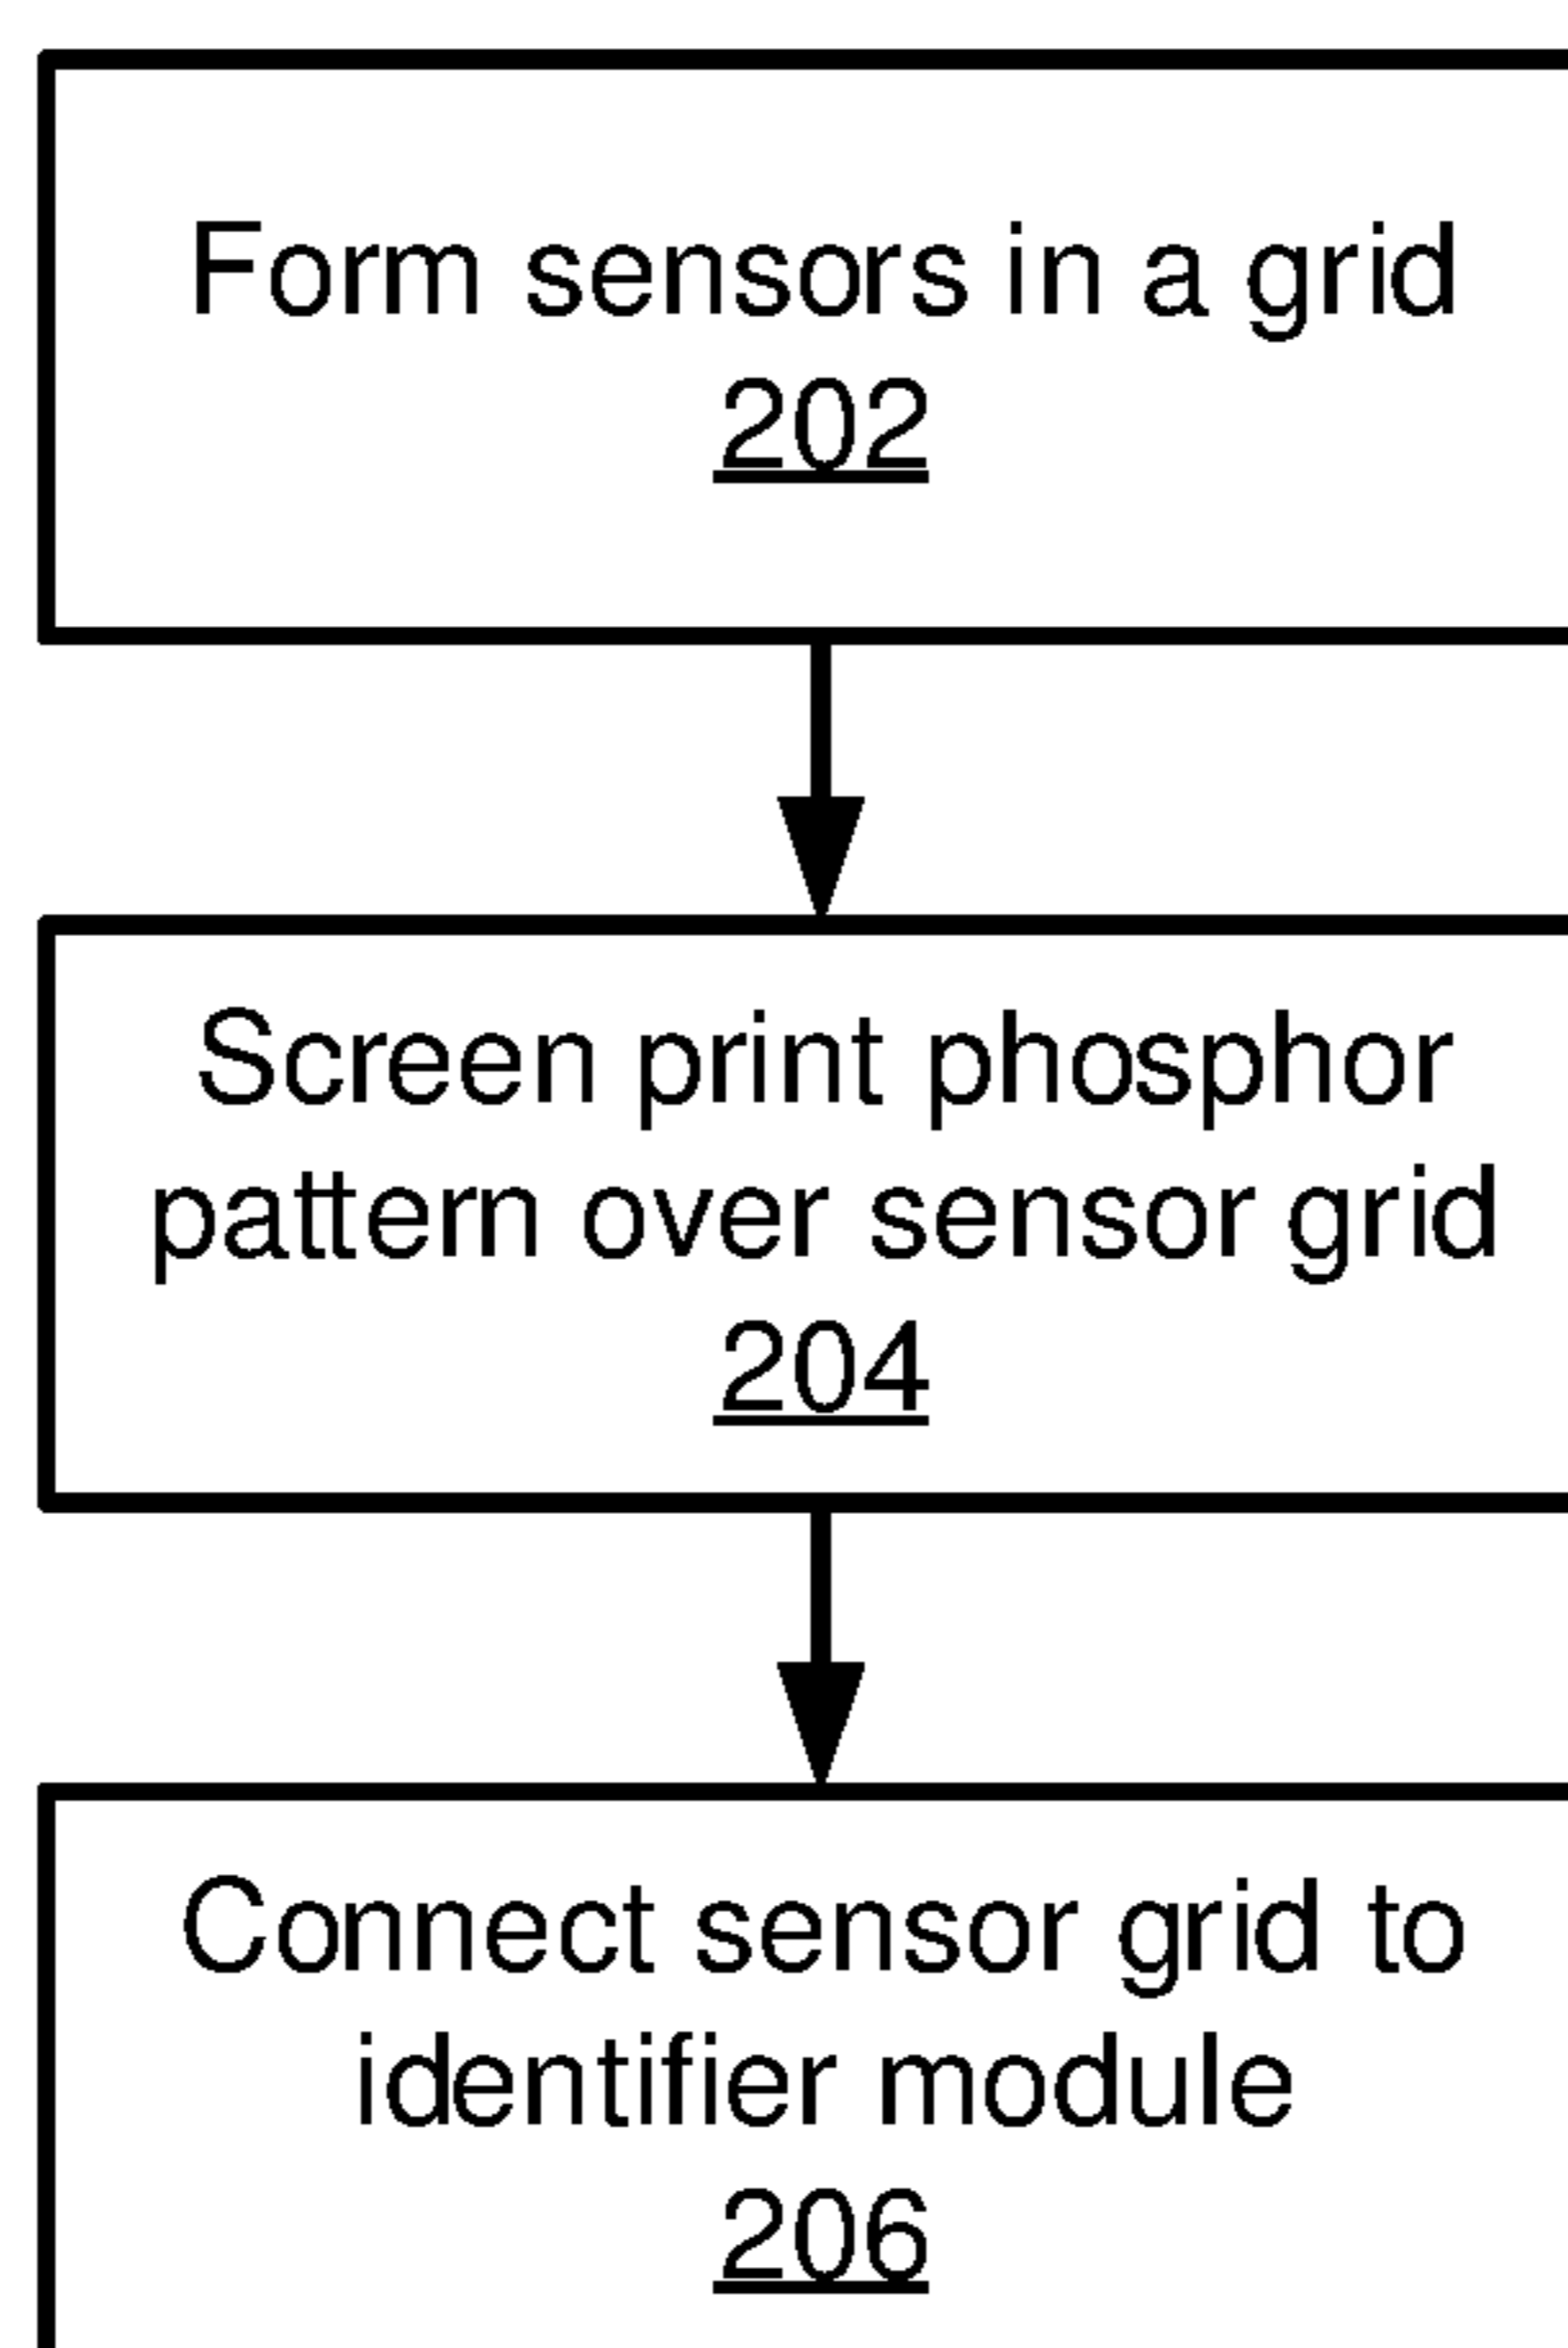 Form sensors in a grid
202
Screen print phosphor
pattern over sensor grid
204
Connect sensor grid to
identifier module
206